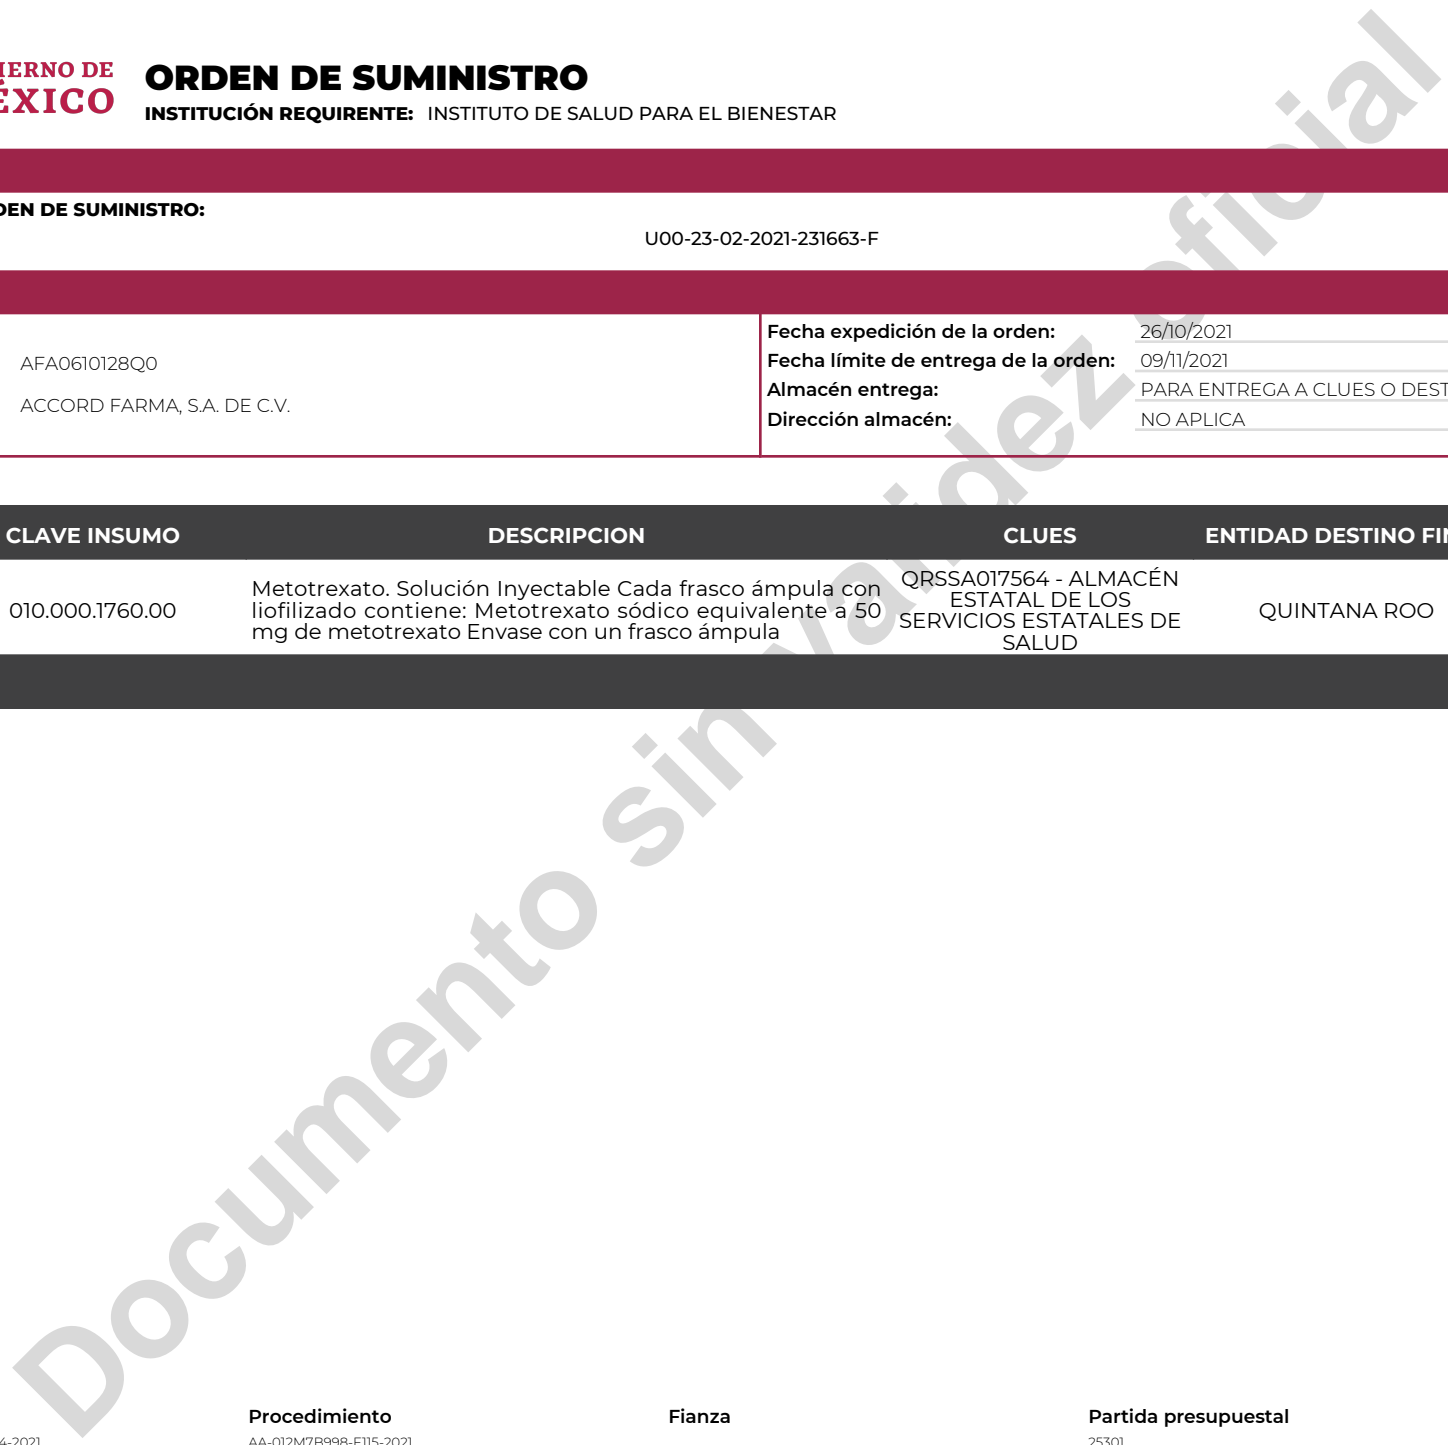 IERNO DE
ÉXICO
ORDEN DE SUMINISTRO
INSTITUCIÓN REQUIRENTE: INSTITUTO DE SALUD PARA EL BIENESTAR
DEN DE SUMINISTRO:
U00-23-02-2021-231663-F
AFA0610128Q0
ACCORD FARMA, S.A. DE C.V.
Fecha expedición de la orden: 26/10/2021
Fecha límite de entrega de la orden: 09/11/2021
Almacén entrega: PARA ENTREGA A CLUES O DEST
Dirección almacén: NO APLICA
CLAVE INSUMO DESCRIPCION CLUES ENTIDAD DESTINO FIN
010.000.1760.00
Metotrexato. Solución Inyectable Cada frasco ámpula con
liofilizado contiene: Metotrexato sódico equivalente a 50
mg de metotrexato Envase con un frasco ámpula
QRSSA017564 - ALMACÉN
ESTATAL DE LOS
SERVICIOS ESTATALES DE
SALUD
QUINTANA ROO
Documento sin validez oficial
Procedimiento Fianza Partida presupuestal
4-2021 AA-012M7B998-E115-2021 25301